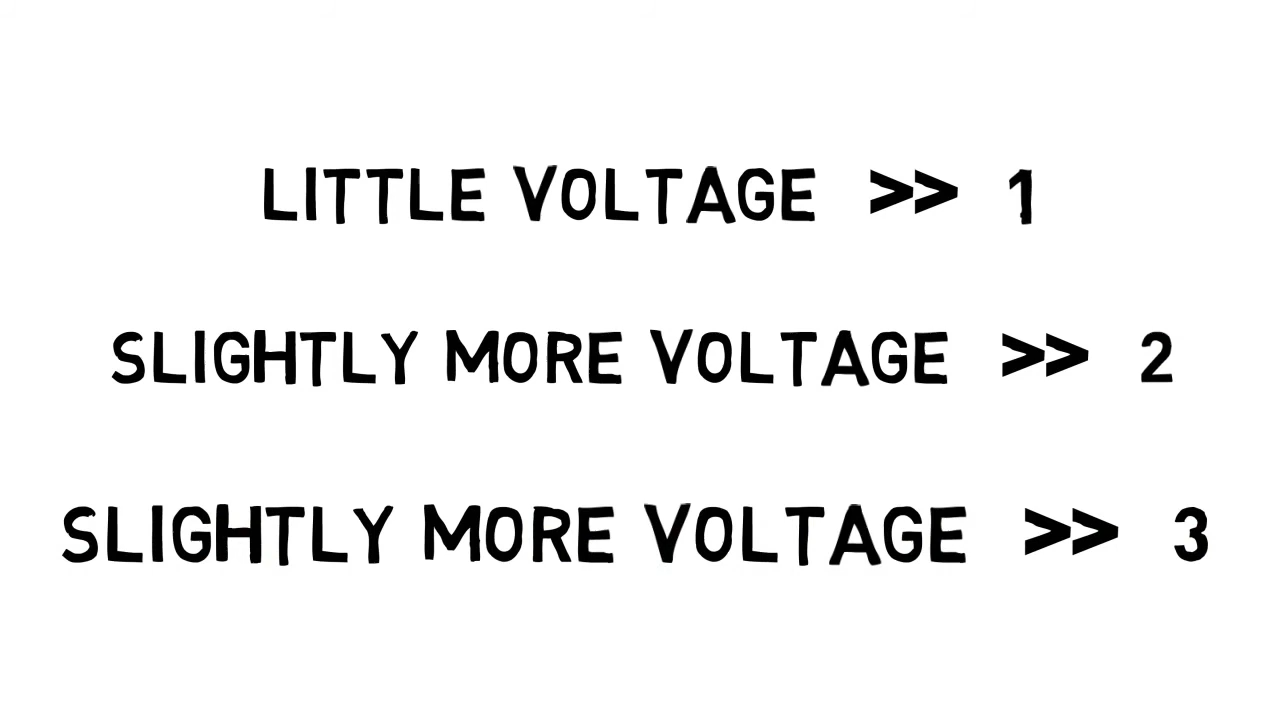 LITTLE VOLTAGE >> 1
SLIGHTLY MORE VOLTAGE >> 2
SLIGHTLY MORE VOLTAGE >> 3